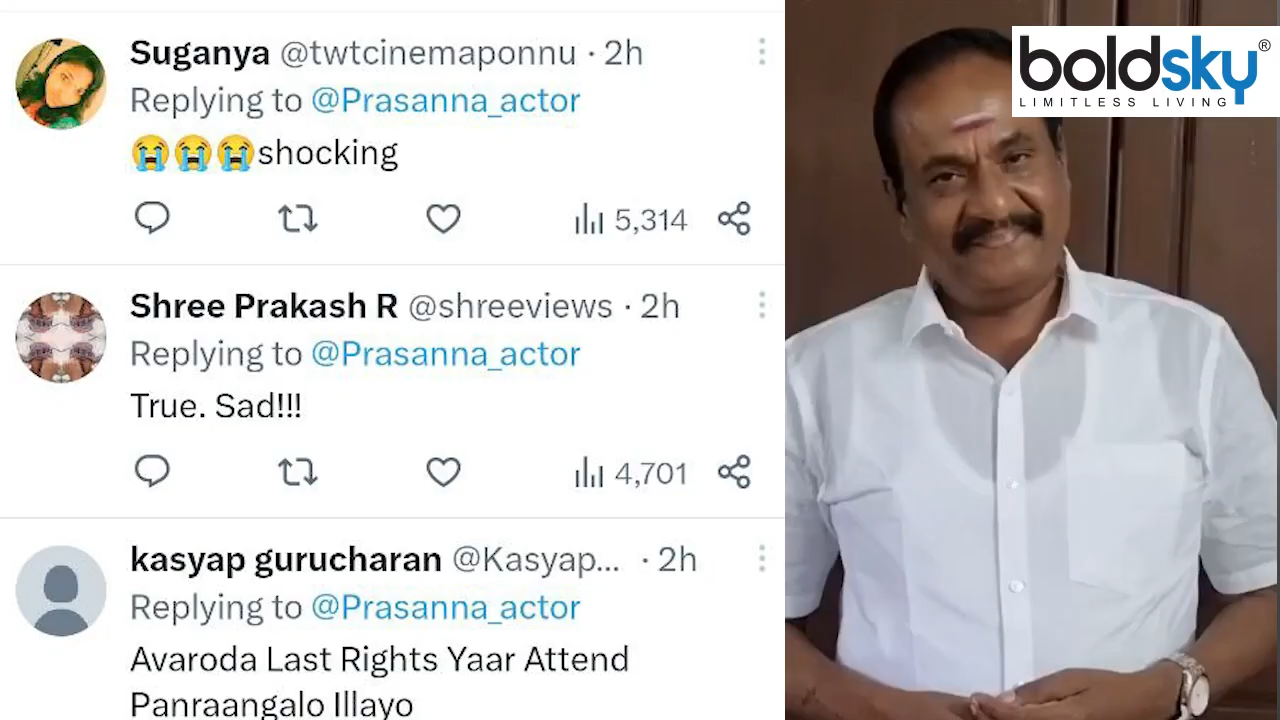 Suganya @twtcinemaponnu · 2h
Replying to @Prasanna_actor
😭😭😭shocking
5,314
Shree Prakash R @shreeviews · 2h
Replying to @Prasanna_actor
True. Sad!!!
4,701
kasyap gurucharan @Kasyap... · 2h
Replying to @Prasanna_actor
Avaroda Last Rights Yaar Attend
Panraangalo Illayo
boldsky®
LIMITLESS LIVING